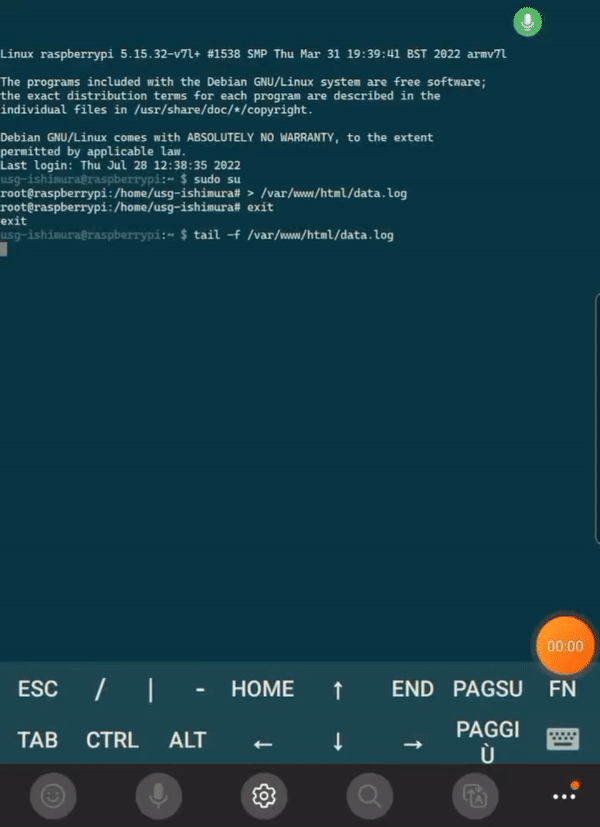 Linux raspberrypi 5.15.32-v7l+ #1538 SMP Thu Mar 31 19:39:41 BST 2022 armv7l
The programs included with the Debian GNU/Linux system are free software;
the exact distribution terms for each program are described in the
individual files in /usr/share/doc/*/copyright.
Debian GNU/Linux comes with ABSOLUTELY NO WARRANTY, to the extent
permitted by applicable law.
Last login: Thu Jul 28 12:38:35 2022
usg-ishimura@raspberrypi:~ $ sudo su
root@raspberrypi:/home/usg-ishimura# > /var/www/html/data.log
root@raspberrypi:/home/usg-ishimura# exit
exit
usg-ishimura@raspberrypi:~ $ tail -f /var/www/html/data.log
00:00
ESC / | - HOME ↑ END PAGSU FN
TAB CTRL ALT ← ↓ → PAGGI
Ù